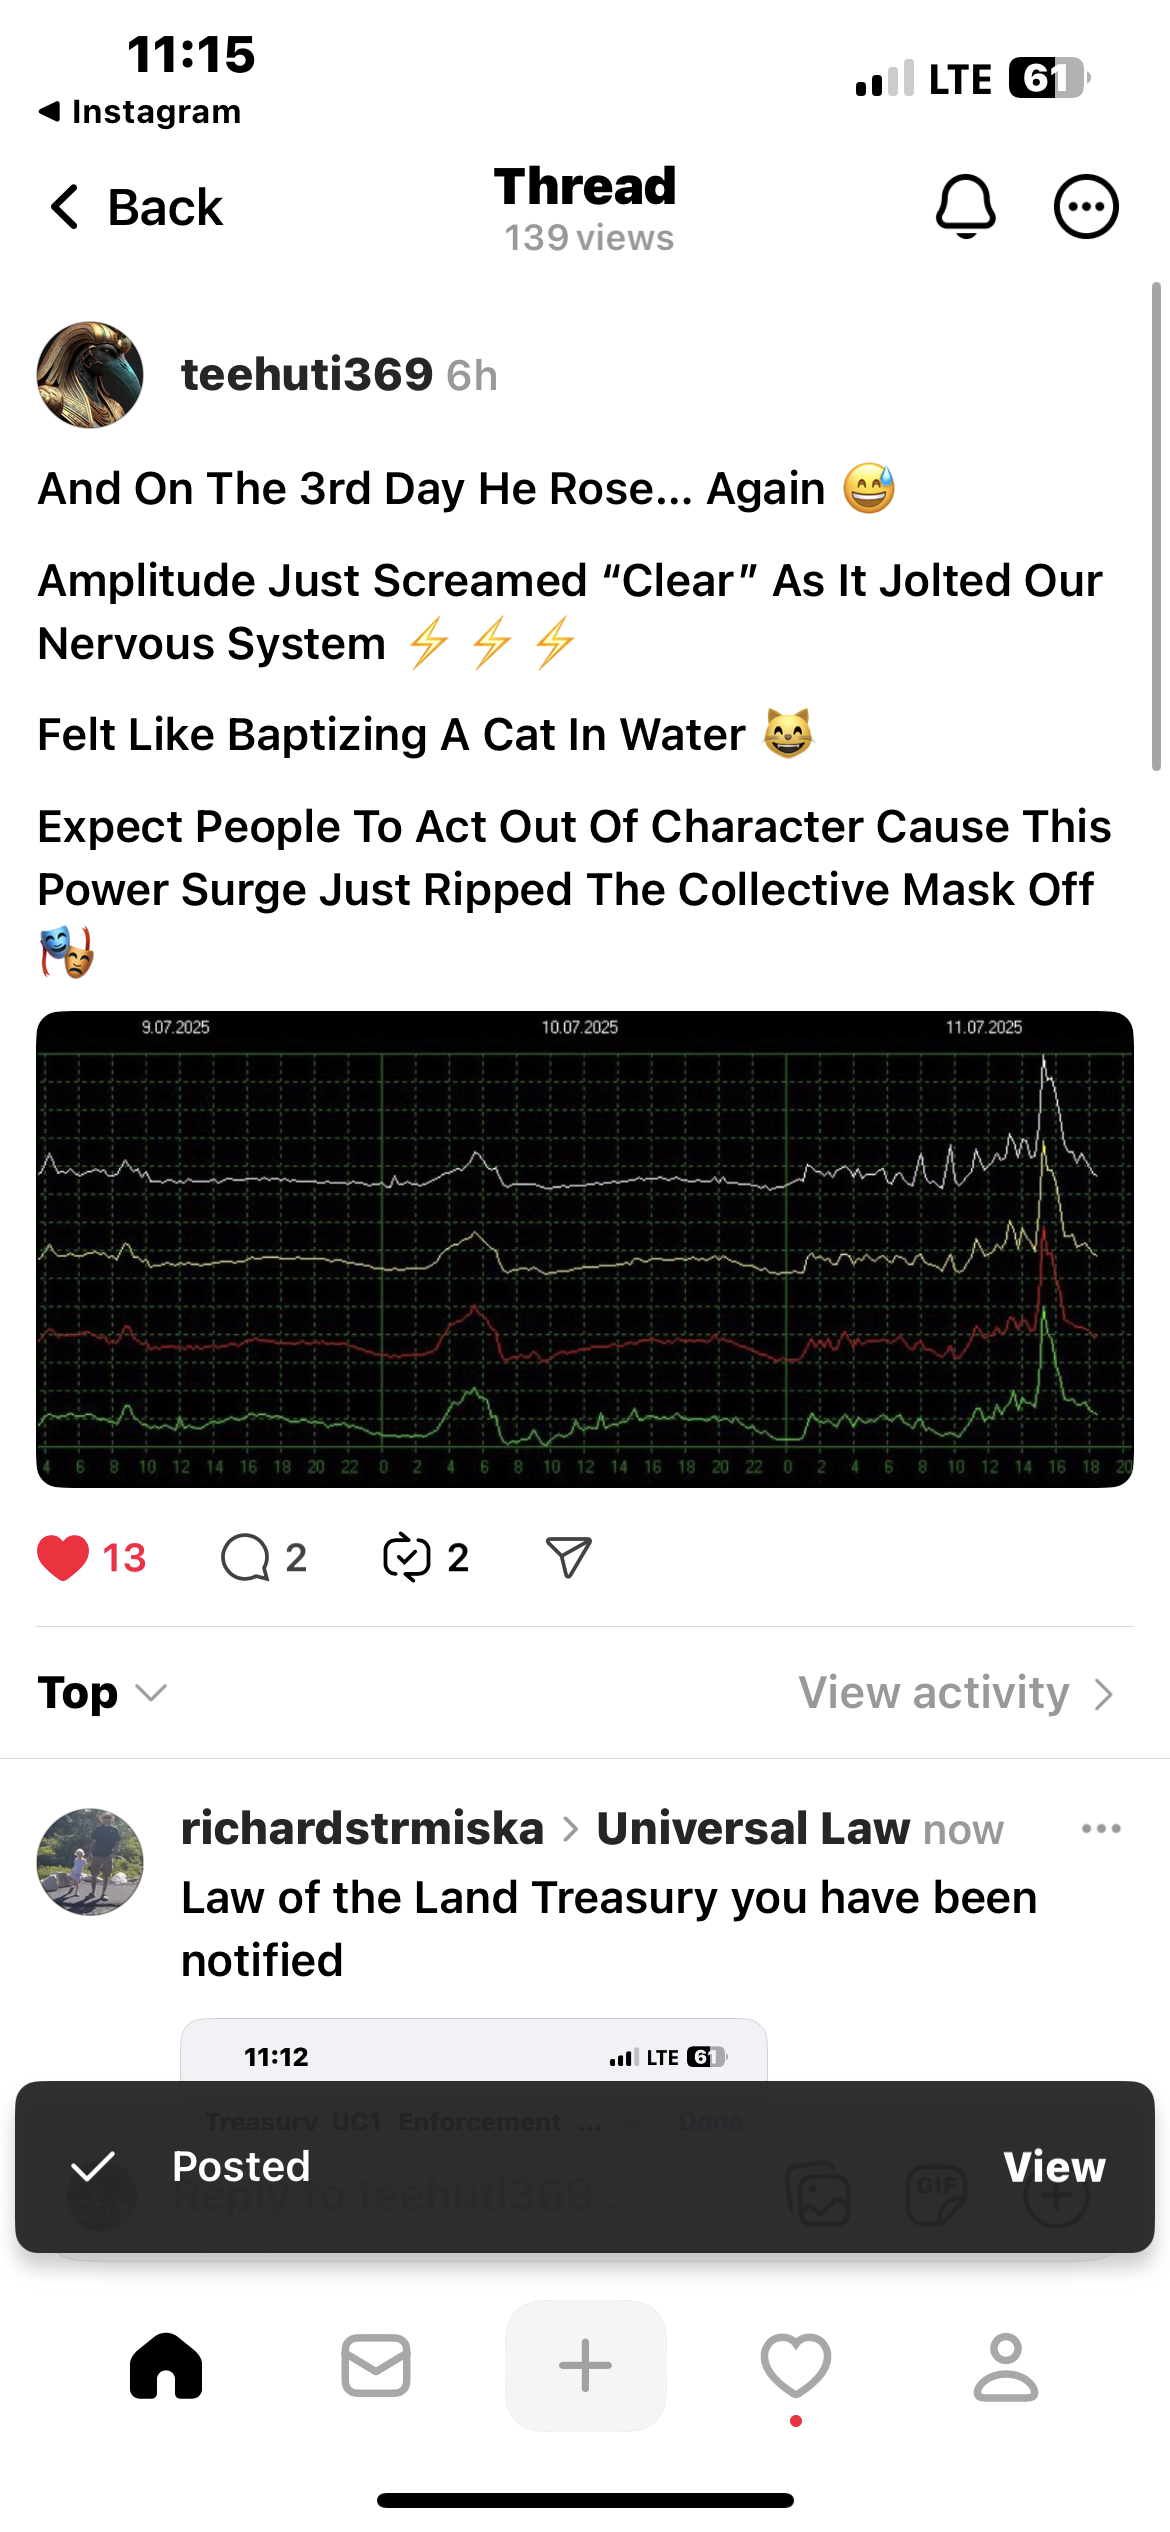 11:15
LTE 61
◀ Instagram
Back
Thread
139 views
teehuti369 6h
And On The 3rd Day He Rose... Again 😅
Amplitude Just Screamed “Clear” As It Jolted Our
Nervous System ⚡ ⚡ ⚡
Felt Like Baptizing A Cat In Water 😸
Expect People To Act Out Of Character Cause This
Power Surge Just Ripped The Collective Mask Off
🎭
9.07.2025 10.07.2025 11.07.2025
4 6 8 10 12 14 16 18 20 22 0 2 4 6 8 10 12 14 16 18 20 22 0 2 4 6 8 10 12 14 16 18 20
13 2 2
Top
View activity
richardstrmiska > Universal Law now
Law of the Land Treasury you have been
notified
11:12
LTE 61
Treasury UC1 Enforcement ... Done
Posted
View
Reply to teehuti369...
GIF